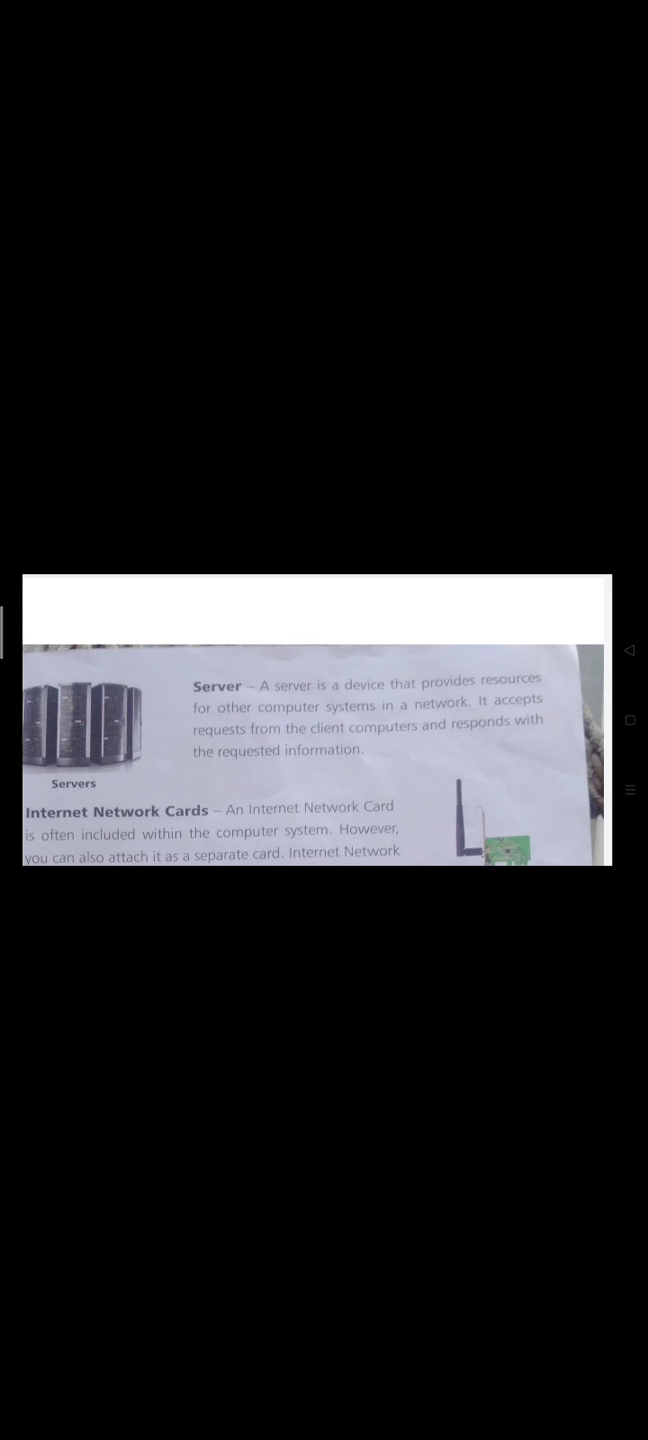 Server – A server is a device that provides resources
for other computer systems in a network. It accepts
requests from the client computers and responds with
the requested information.
Servers
Internet Network Cards – An Internet Network Card
is often included within the computer system. However,
you can also attach it as a separate card. Internet Network